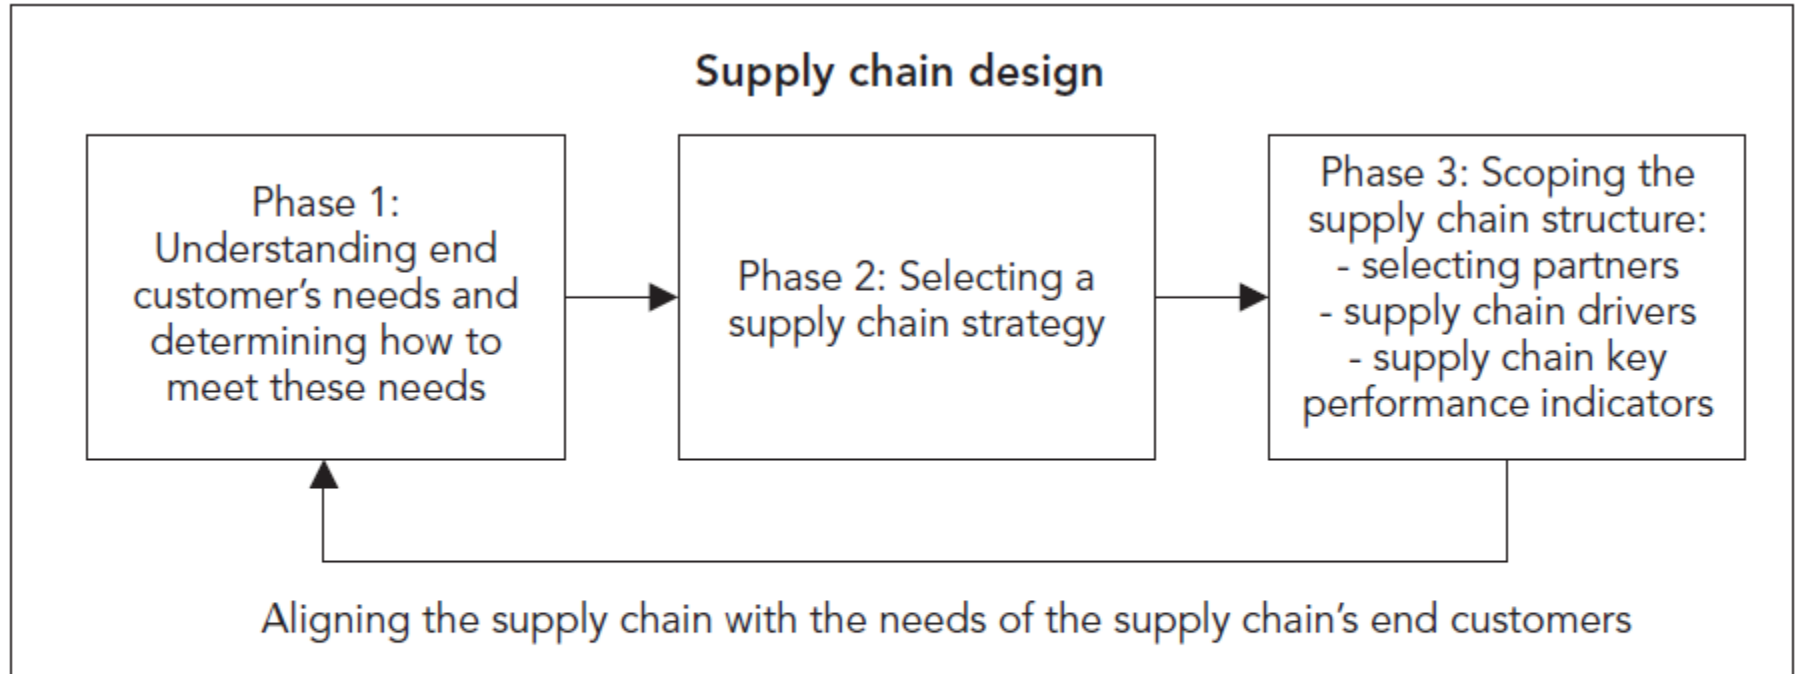 Supply chain design
Phase 1:
Understanding end
customer’s needs and
determining how to
meet these needs
Phase 2: Selecting a
supply chain strategy
Phase 3: Scoping the
supply chain structure:
- selecting partners
- supply chain drivers
- supply chain key
performance indicators
Aligning the supply chain with the needs of the supply chain’s end customers